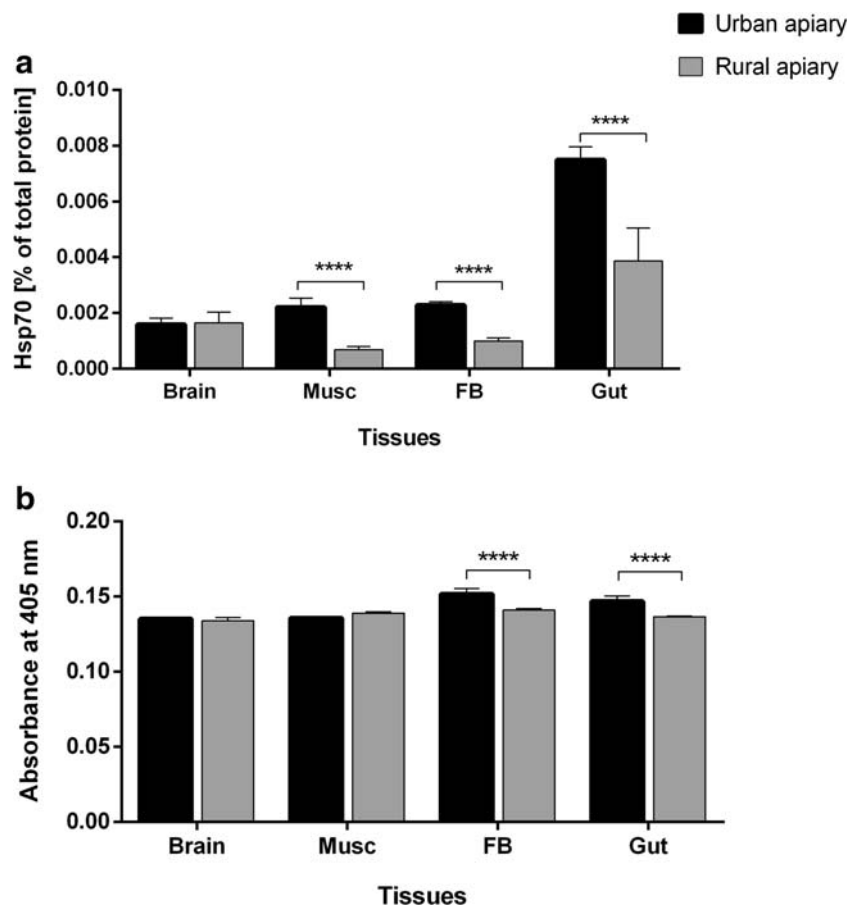 Urban apiary
Rural apiary
a
Hsp70 [% of total protein]
0.010
0.008
0.006
0.004
0.002
0.000
****
****
****
Brain Musc FB Gut
Tissues
b
Absorbance at 405 nm
0.20
0.15
0.10
0.05
0.00
****
****
Brain Musc FB Gut
Tissues